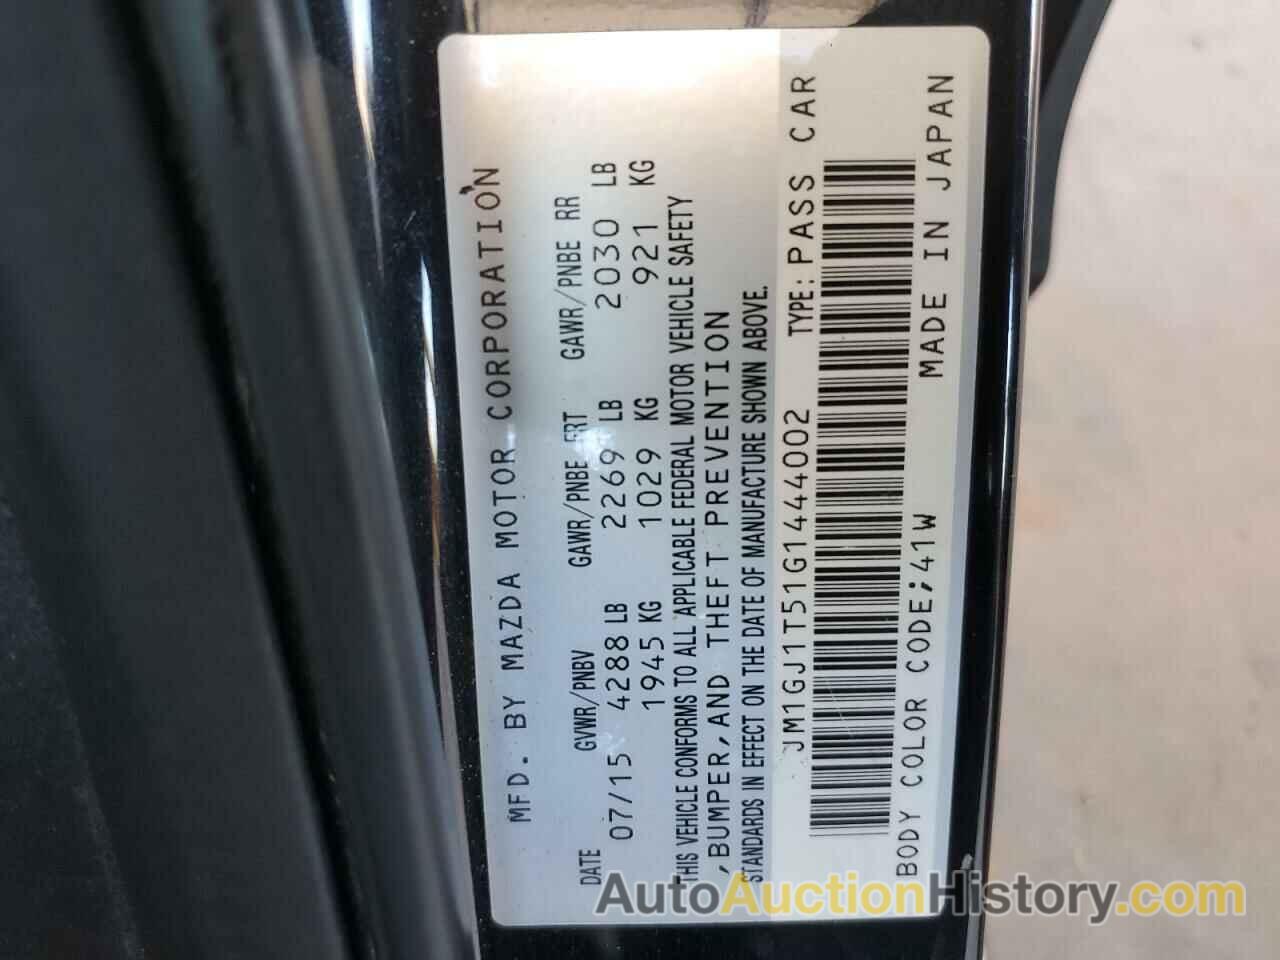 MFD. BY MAZDA MOTOR CORPORATION
DATE GVWR/PNBV GAWR/PNBE FRT GAWR/PNBE RR
07/15 4288 LB 2269 LB 2030 LB
1945 KG 1029 KG 921 KG
THIS VEHICLE CONFORMS TO ALL APPLICABLE FEDERAL MOTOR VEHICLE SAFETY
,BUMPER,AND THEFT PREVENTION
STANDARDS IN EFFECT ON THE DATE OF MANUFACTURE SHOWN ABOVE.
JM1GJ1T51G1444002 TYPE: PASS CAR
BODY COLOR CODE;41W MADE IN JAPAN
AutoAuctionHistory.com